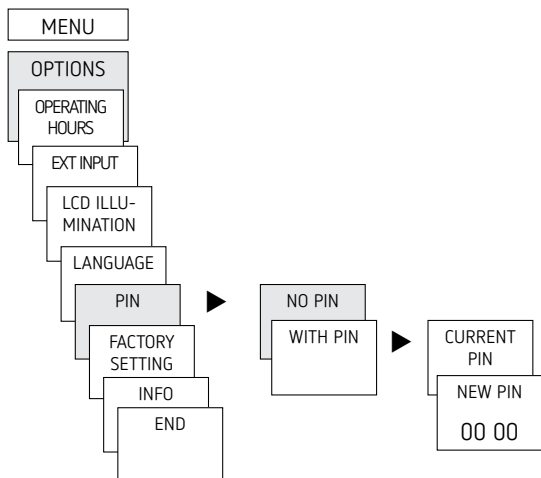 MENU
OPTIONS
OPERATING
HOURS
EXT INPUT
LCD ILLU-
MINATION
LANGUAGE
PIN
FACTORY
SETTING
INFO
END
NO PIN
WITH PIN
CURRENT
PIN
NEW PIN
00 00